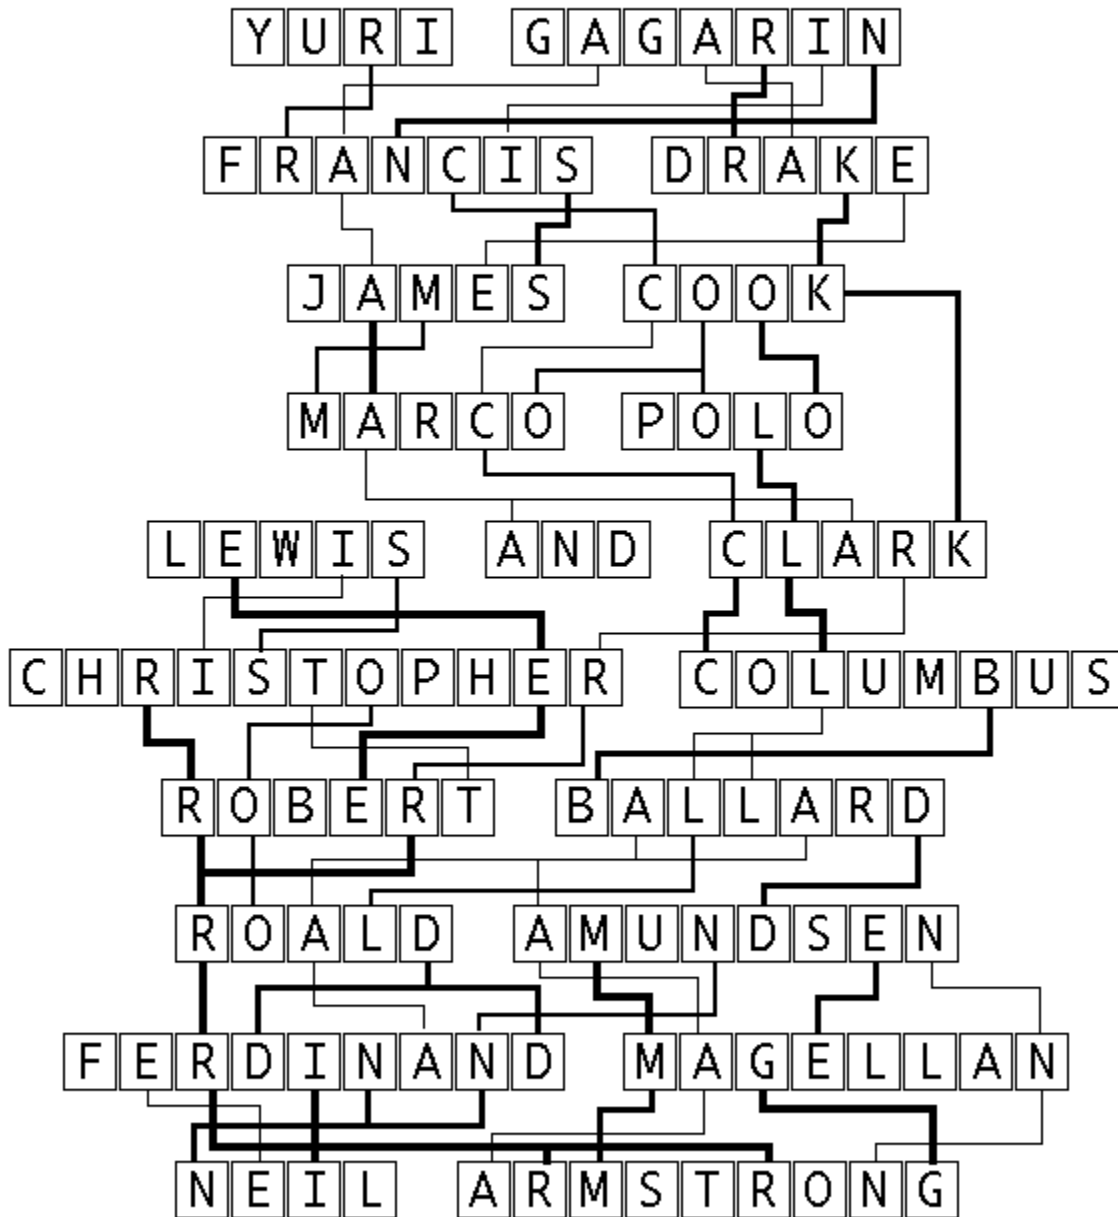 YURI GAGARIN
FRANCIS DRAKE
JAMES COOK
MARCO POLO
LEWIS AND CLARK
CHRISTOPHER COLUMBUS
ROBERT BALLARD
ROALD AMUNDSEN
FERDINAND MAGELLAN
NEIL ARMSTRONG